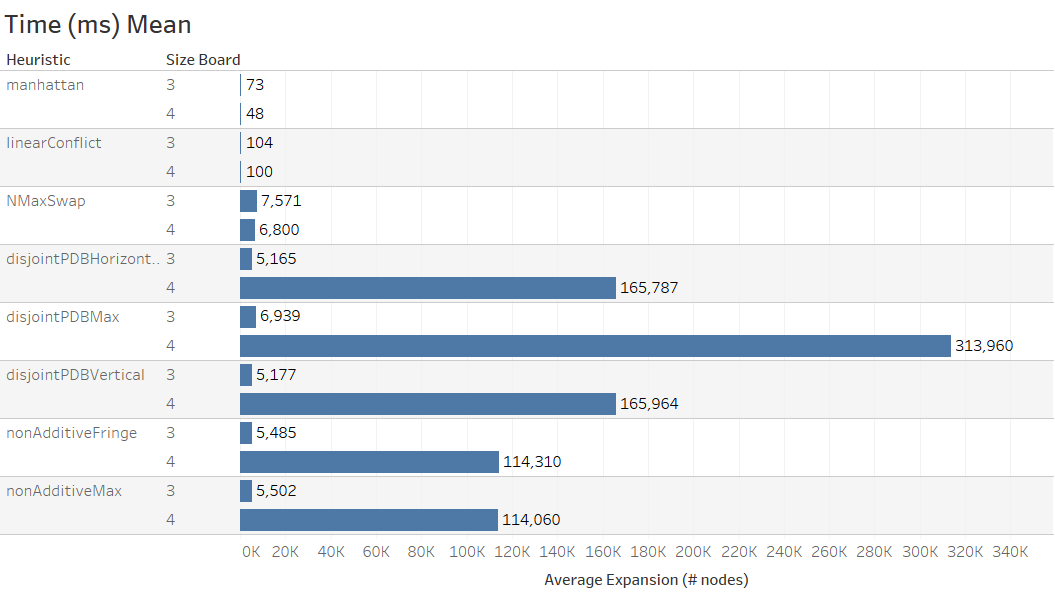 Time (ms) Mean
Heuristic Size Board
manhattan 3 73
4 48
linearConflict 3 104
4 100
NMaxSwap 3 7,571
4 6,800
disjointPDBHorizont.. 3 5,165
4 165,787
disjointPDBMax 3 6,939
4 313,960
disjointPDBVertical 3 5,177
4 165,964
nonAdditiveFringe 3 5,485
4 114,310
nonAdditiveMax 3 5,502
4 114,060
0K 20K 40K 60K 80K 100K 120K 140K 160K 180K 200K 220K 240K 260K 280K 300K 320K 340K
Average Expansion (# nodes)